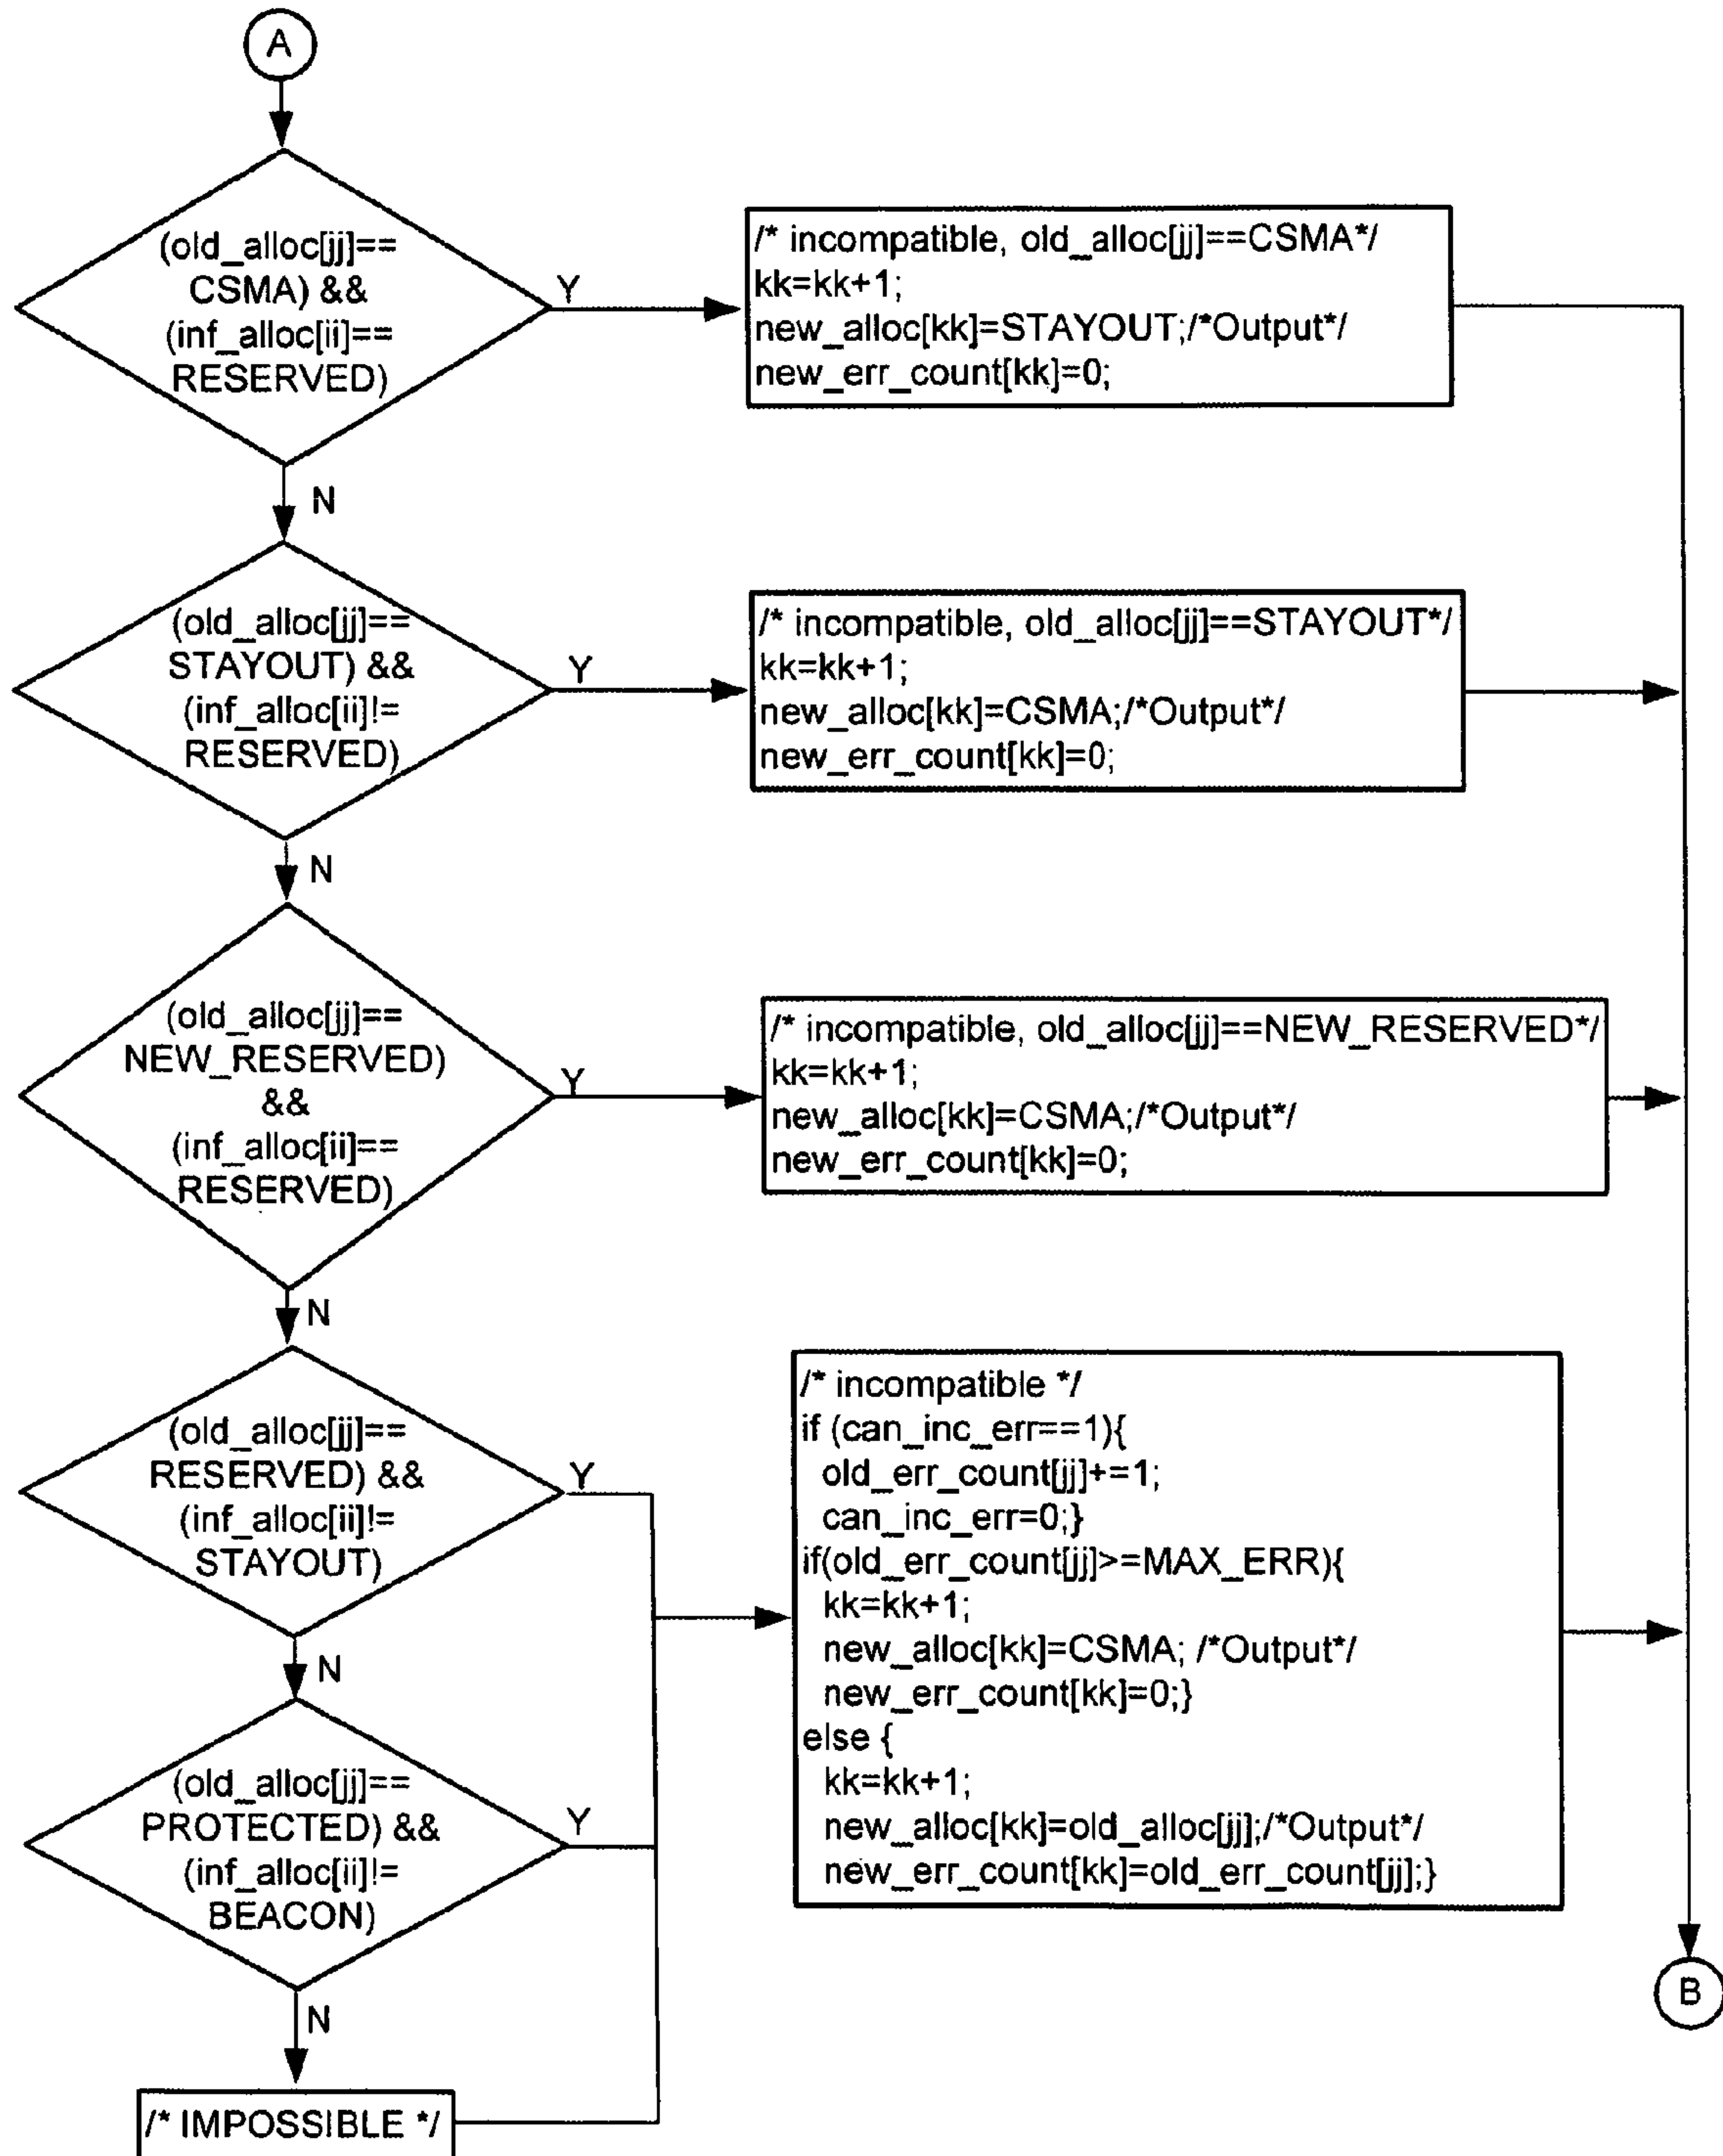 A
(old_alloc[jj]==
CSMA) &&
(inf_alloc[ii]==
RESERVED)
Y
/* incompatible, old_alloc[jj]==CSMA*/
kk=kk+1;
new_alloc[kk]=STAYOUT;/*Output*/
new_err_count[kk]=0;
N
(old_alloc[jj]==
STAYOUT) &&
(inf_alloc[ii]!=
RESERVED)
Y
/* incompatible, old_alloc[jj]==STAYOUT*/
kk=kk+1;
new_alloc[kk]=CSMA;/*Output*/
new_err_count[kk]=0;
N
(old_alloc[jj]==
NEW_RESERVED)
&&
(inf_alloc[ii]==
RESERVED)
Y
/* incompatible, old_alloc[jj]==NEW_RESERVED*/
kk=kk+1;
new_alloc[kk]=CSMA;/*Output*/
new_err_count[kk]=0;
N
(old_alloc[jj]==
RESERVED) &&
(inf_alloc[ii]!=
STAYOUT)
Y
/* incompatible */
if (can_inc_err==1){
old_err_count[jj]+=1;
can_inc_err=0;}
if(old_err_count[jj]>=MAX_ERR){
kk=kk+1;
new_alloc[kk]=CSMA; /*Output*/
new_err_count[kk]=0;}
else {
kk=kk+1;
new_alloc[kk]=old_alloc[jj];/*Output*/
new_err_count[kk]=old_err_count[jj];}
N
(old_alloc[jj]==
PROTECTED) &&
(inf_alloc[ii]!=
BEACON)
Y
N
/* IMPOSSIBLE */
B